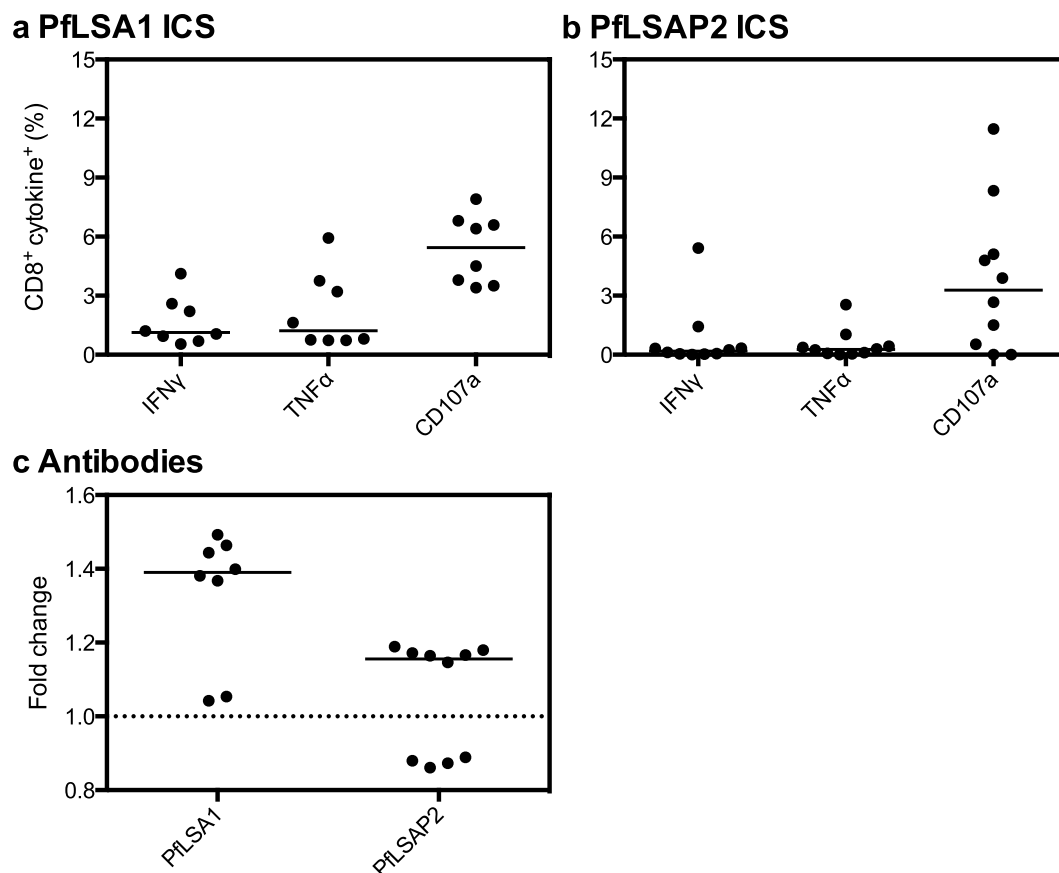 a PfLSA1 ICS
CD8+ cytokine+ (%)
15
12
9
6
3
0
IFNγ
TNFα
CD107a
b PfLSAP2 ICS
15
12
9
6
3
0
IFNγ
TNFα
CD107a
c Antibodies
Fold change
1.6
1.4
1.2
1.0
0.8
PfLSA1
PfLSAP2